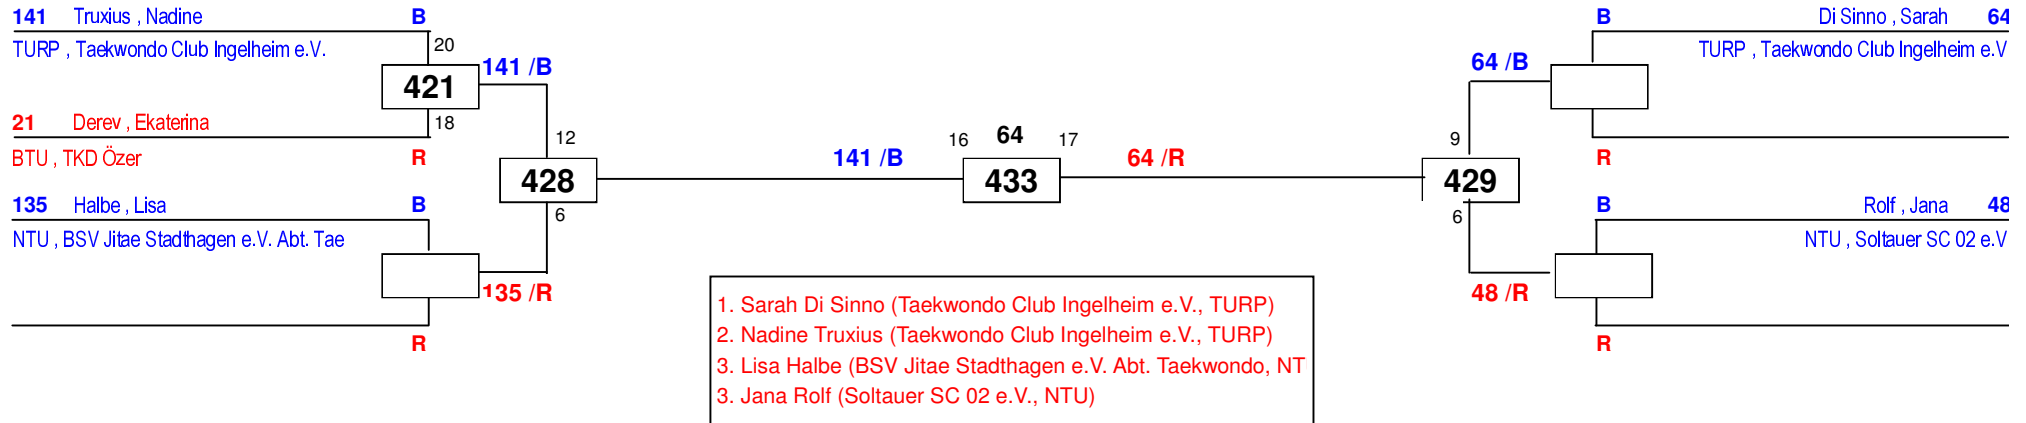 141 Truxius , Nadine B
TURP , Taekwondo Club Ingelheim e.V.
20
421
141 /B
18
21 Derev , Ekaterina
BTU , TKD Özer R
12
428
6
135 Halbe , Lisa B
NTU , BSV Jitae Stadthagen e.V. Abt. Tae
135 /R
R
16 64 17
141 /B
433
64 /R
B Di Sinno , Sarah 64
TURP , Taekwondo Club Ingelheim e.V
64 /B
R
9
429
6
B Rolf , Jana 48
NTU , Soltauer SC 02 e.V
48 /R
R
1. Sarah Di Sinno (Taekwondo Club Ingelheim e.V., TURP)
2. Nadine Truxius (Taekwondo Club Ingelheim e.V., TURP)
3. Lisa Halbe (BSV Jitae Stadthagen e.V. Abt. Taekwondo, NT
3. Jana Rolf (Soltauer SC 02 e.V., NTU)